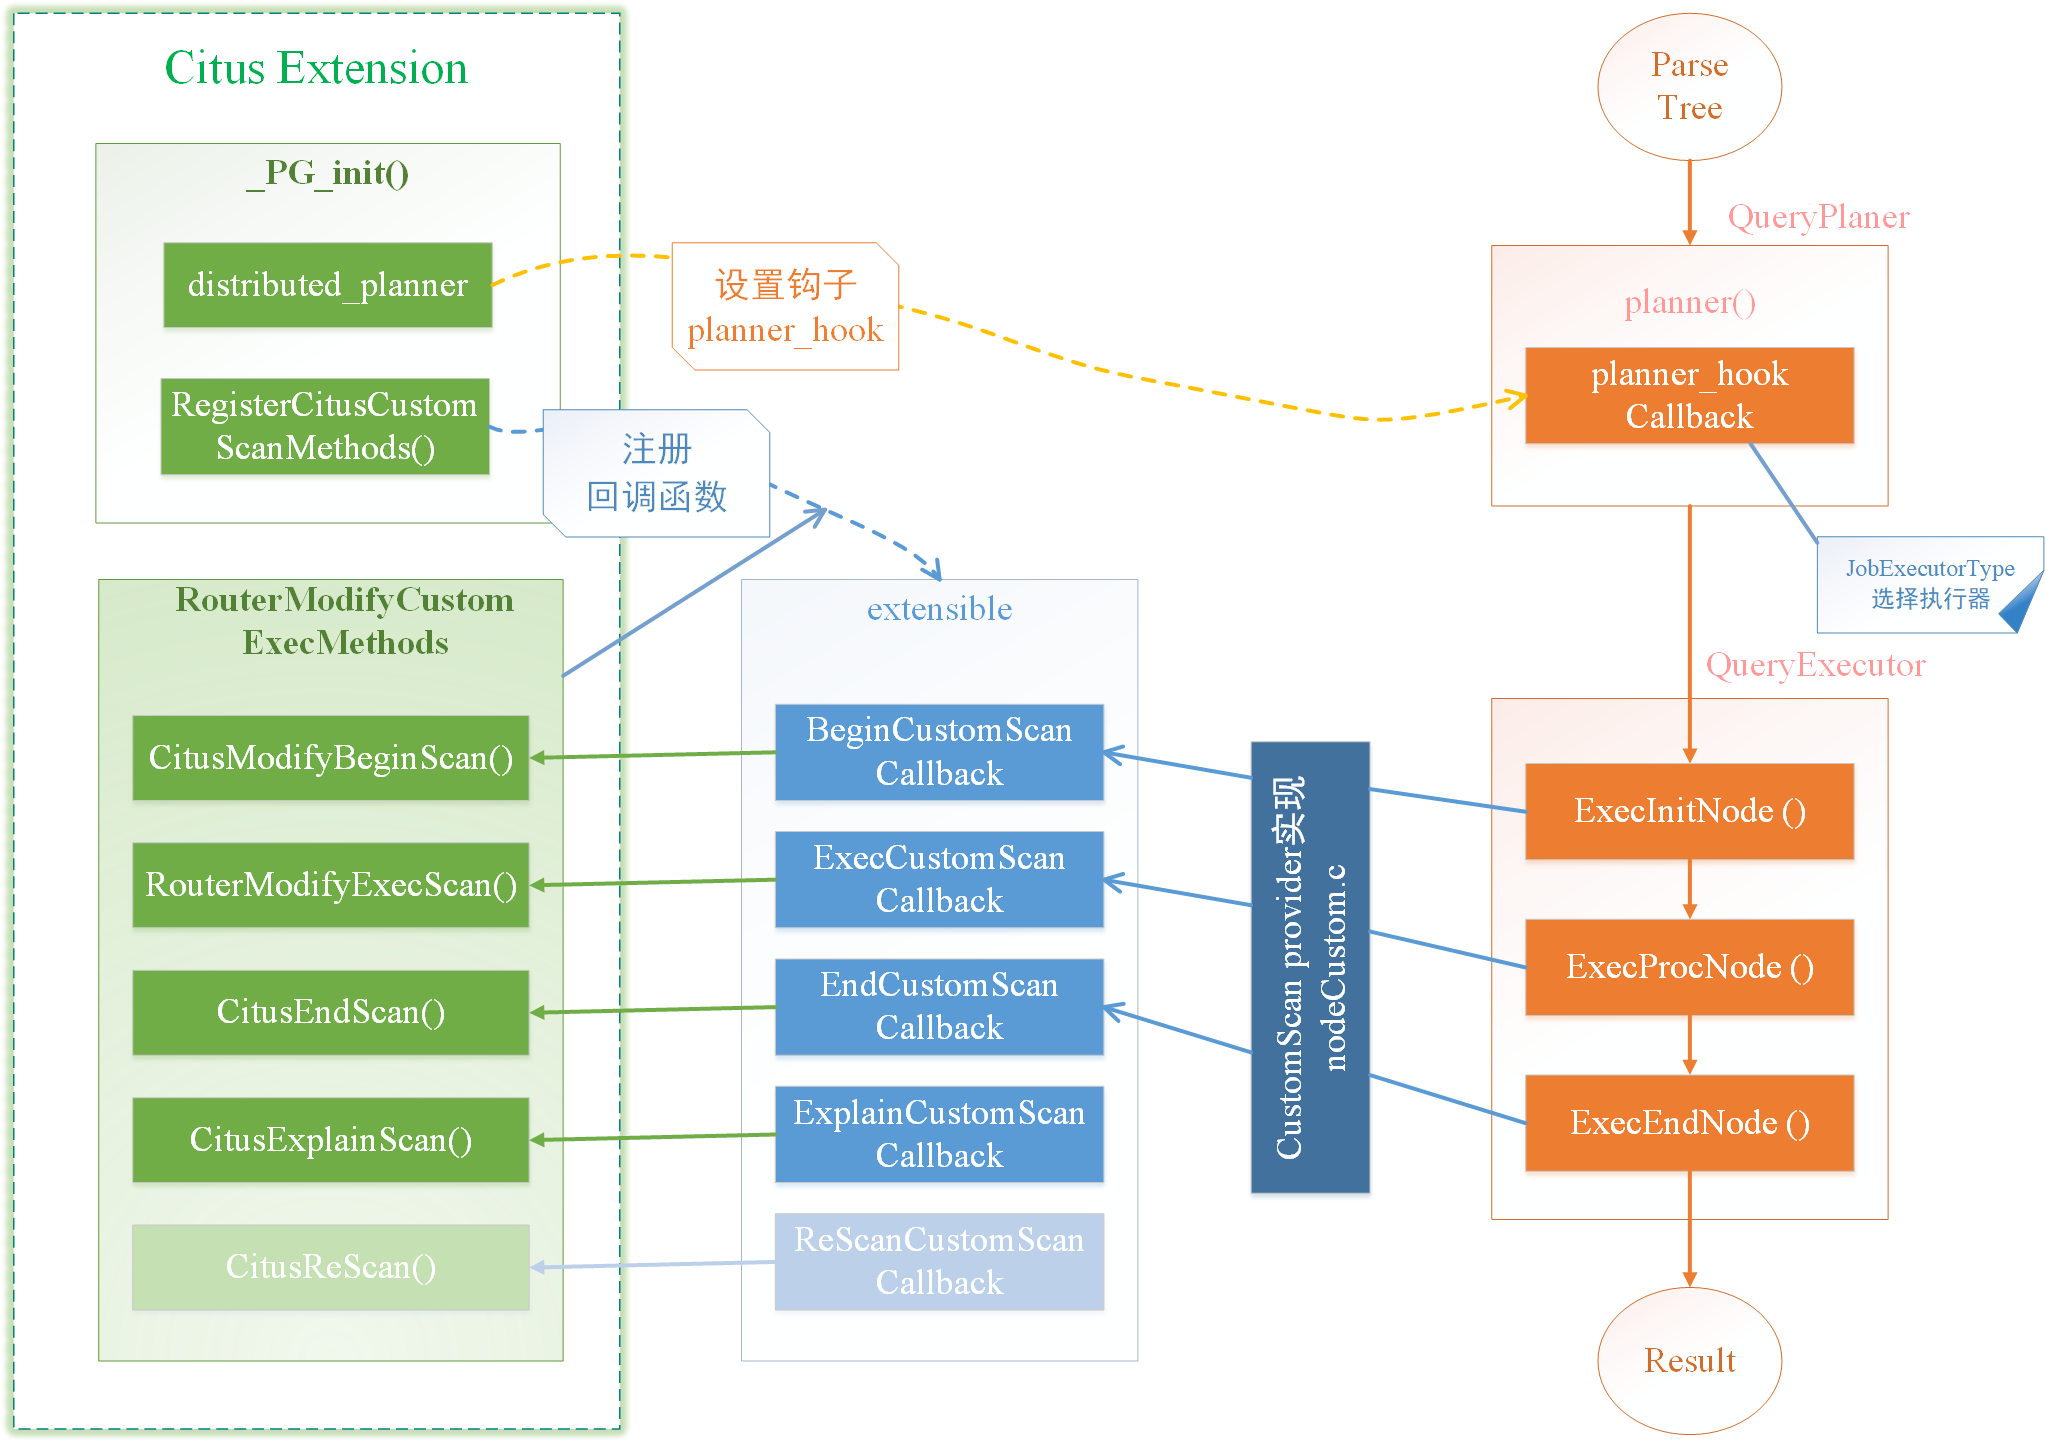 Citus Extension
_PG_init()
distributed_planner
RegisterCitusCustom
ScanMethods()
设置钩子
planner_hook
注册
回调函数
RouterModifyCustom
ExecMethods
CitusModifyBeginScan()
RouterModifyExecScan()
CitusEndScan()
CitusExplainScan()
CitusReScan()
extensible
BeginCustomScan
Callback
ExecCustomScan
Callback
EndCustomScan
Callback
ExplainCustomScan
Callback
ReScanCustomScan
Callback
CustomScan provider实现
nodeCustom.c
Parse
Tree
QueryPlaner
planner()
planner_hook
Callback
JobExecutorType
选择执行器
QueryExecutor
ExecInitNode ()
ExecProcNode ()
ExecEndNode ()
Result